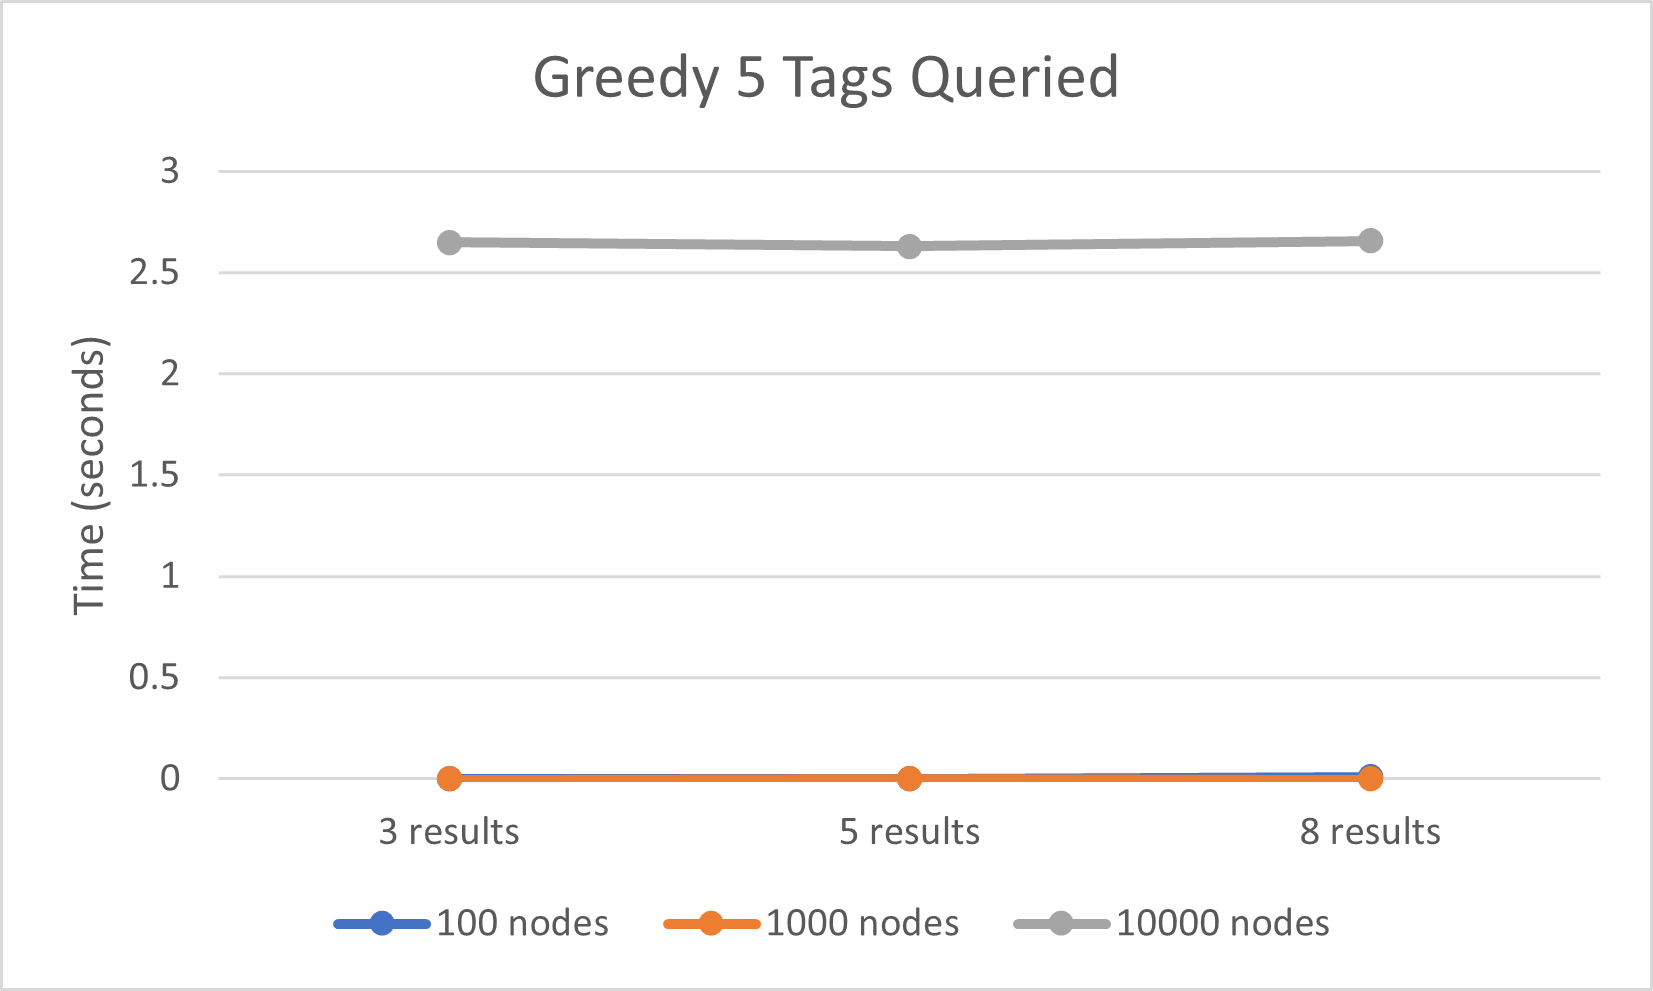 Greedy 5 Tags Queried
Time (seconds)
3
2.5
2
1.5
1
0.5
0
3 results
5 results
8 results
100 nodes
1000 nodes
10000 nodes